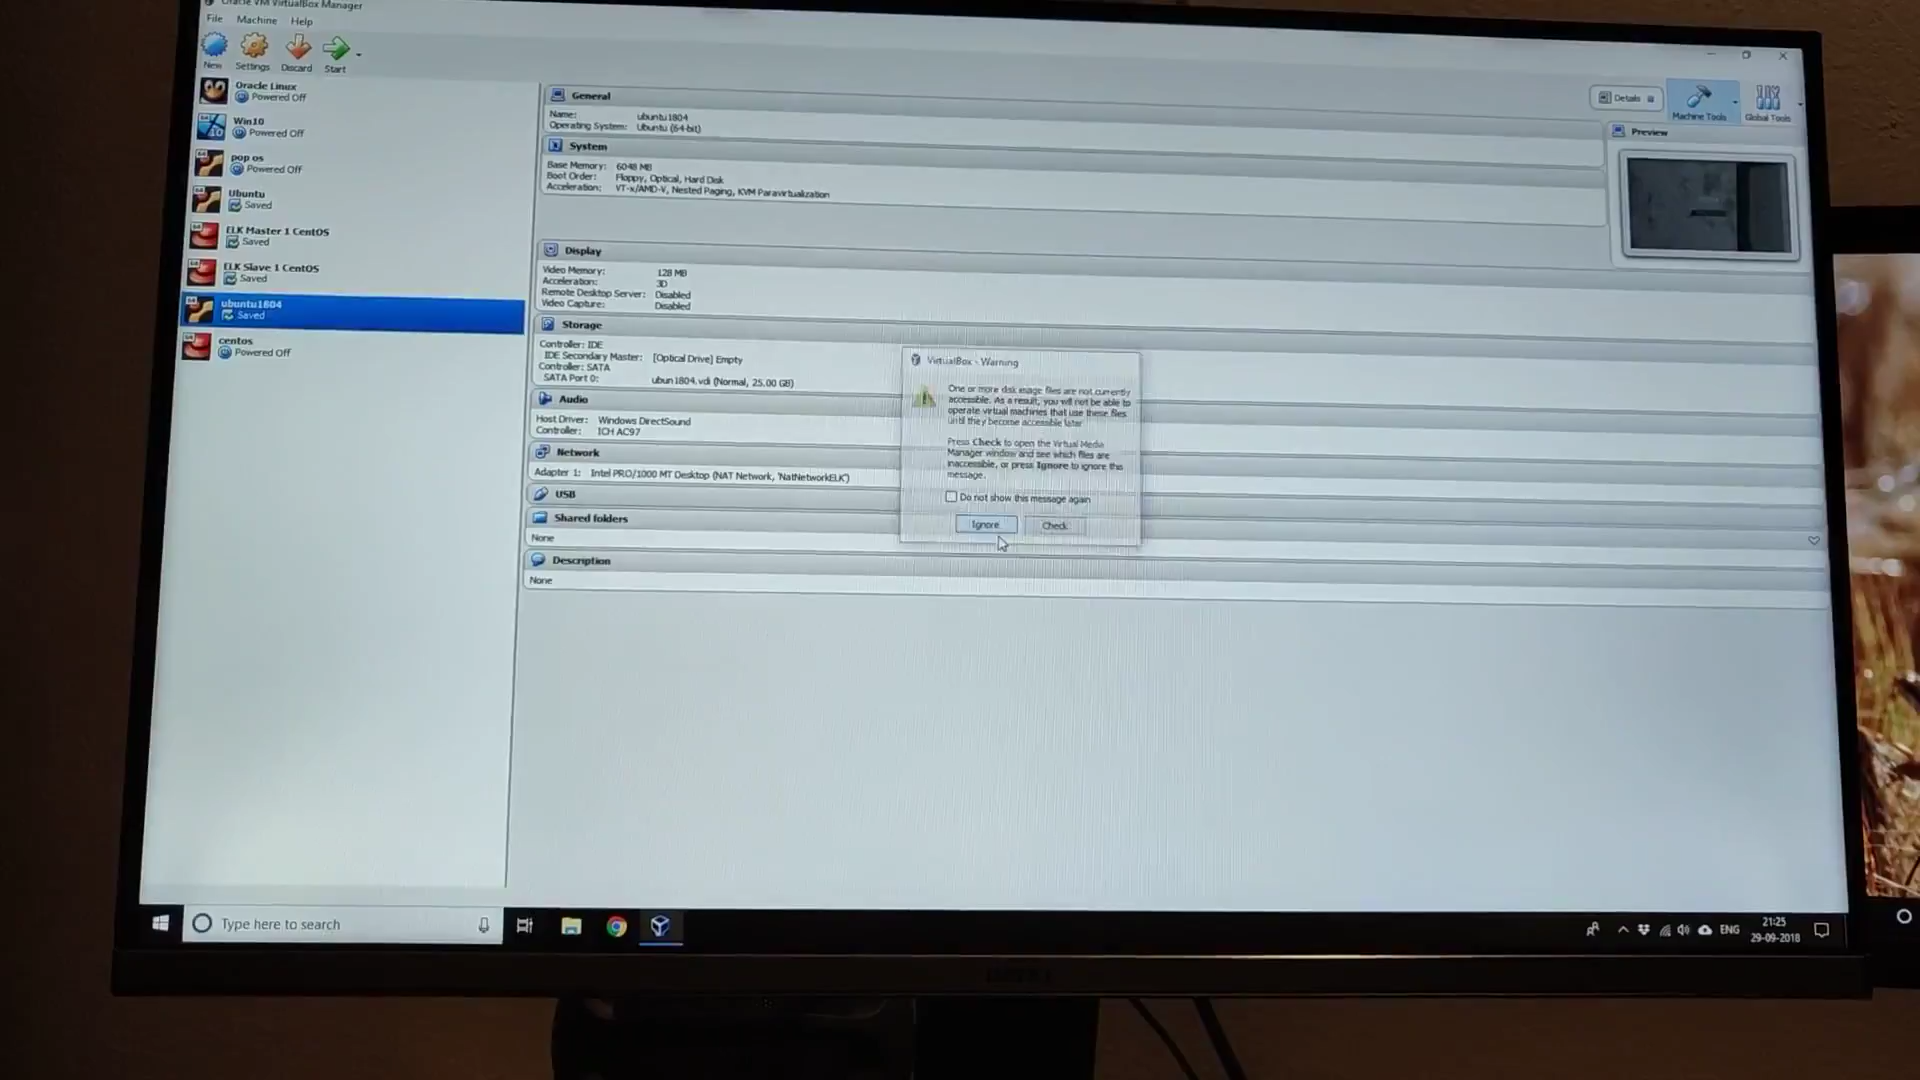 Oracle VM VirtualBox Manager
File Machine Help
New Settings Discard Start
Oracle Linux
Powered Off
Win10
Powered Off
pop os
Powered Off
Ubuntu
Saved
ELK Master 1 CentOS
Saved
ELK Slave 1 CentOS
Saved
ubuntu1804
Saved
centos
Powered Off
General
Name: ubuntu1804
Operating System: Ubuntu (64-bit)
System
Base Memory: 6048 MB
Boot Order: Floppy, Optical, Hard Disk
Acceleration: VT-x/AMD-V, Nested Paging, KVM Paravirtualization
Display
Video Memory: 128 MB
Acceleration: 3D
Remote Desktop Server: Disabled
Video Capture: Disabled
Storage
Controller: IDE
IDE Secondary Master: [Optical Drive] Empty
Controller: SATA
SATA Port 0: ubun1804.vdi (Normal, 25.00 GB)
Audio
Host Driver: Windows DirectSound
Controller: ICH AC97
Network
Adapter 1: Intel PRO/1000 MT Desktop (NAT Network, 'NatNetworkELK')
USB
Shared folders
None
Description
None
Details
Machine Tools
Global Tools
Preview
VirtualBox - Warning
One or more disk image files are not currently
accessible. As a result, you will not be able to
operate virtual machines that use these files
until they become accessible later.
Press Check to open the Virtual Media
Manager window and see which files are
inaccessible, or press Ignore to ignore this
message.
Do not show this message again
Ignore Check
Type here to search
ENG
21:25
29-09-2018